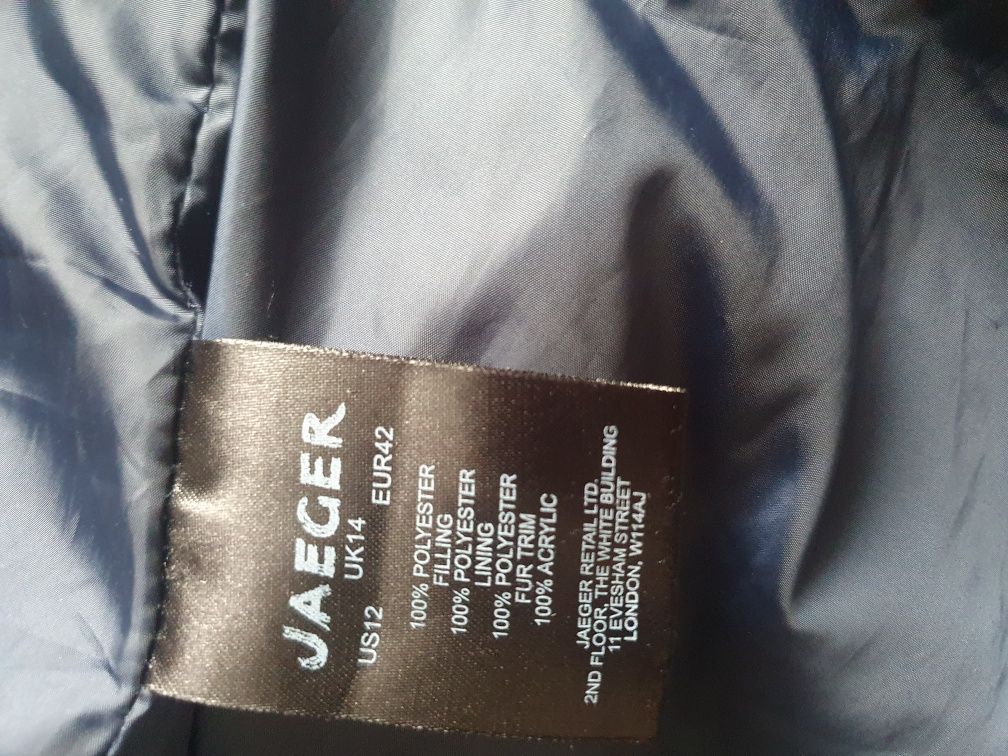 JAEGER
US12 UK14 EUR42
100% POLYESTER
FILLING
100% POLYESTER
LINING
100% POLYESTER
FUR TRIM
100% ACRYLIC
JAEGER RETAIL LTD.
2ND FLOOR, THE WHITE BUILDING
11 EVESHAM STREET
LONDON, W114AJ